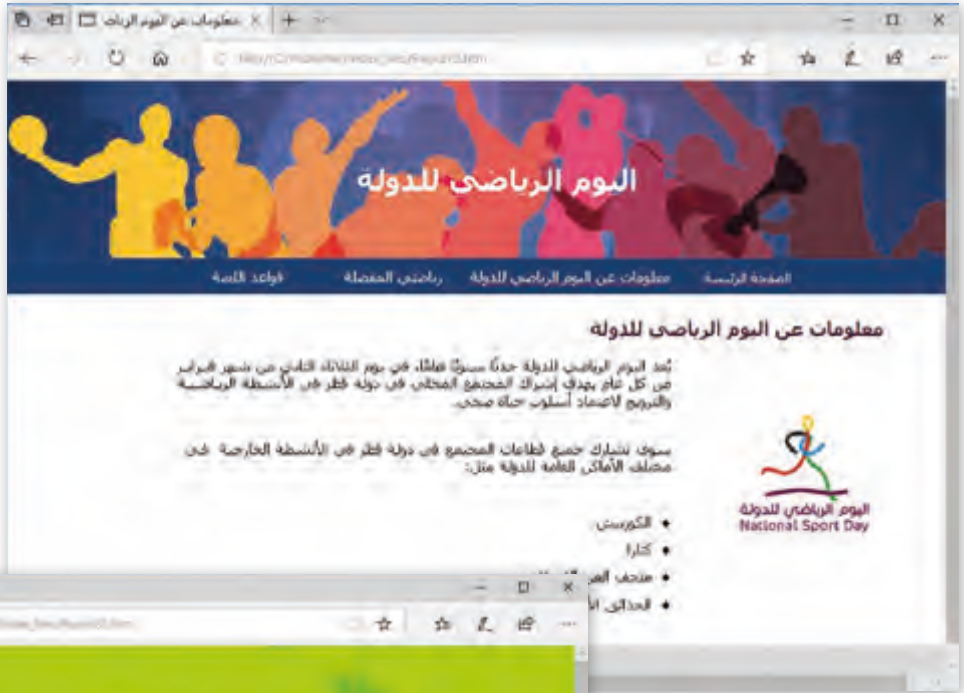 معلومات عن اليوم الرياض
اليوم الرياضي للدولة
الصفحة الرئيسة
معلومات عن اليوم الرياضي للدولة
رياضتي المفضلة
قواعد اللعبة
معلومات عن اليوم الرياضي للدولة
يُعد اليوم الرياضي للدولة حدثًا سنويًا هامًا، في يوم الثلاثاء الثاني من شهر فبراير
من كل عام بهدف إشراك المجتمع المحلي في دولة قطر في الأنشطة الرياضية
والترويج لاعتماد أسلوب حياة صحي.
سوف تشارك جميع قطاعات المجتمع في دولة قطر في الأنشطة الخارجية في
مختلف الأماكن العامة للدولة مثل:
اليوم الرياضي للدولة
National Sport Day
• الكورنيش
• كتارا
• متحف الفن
• الحدائق